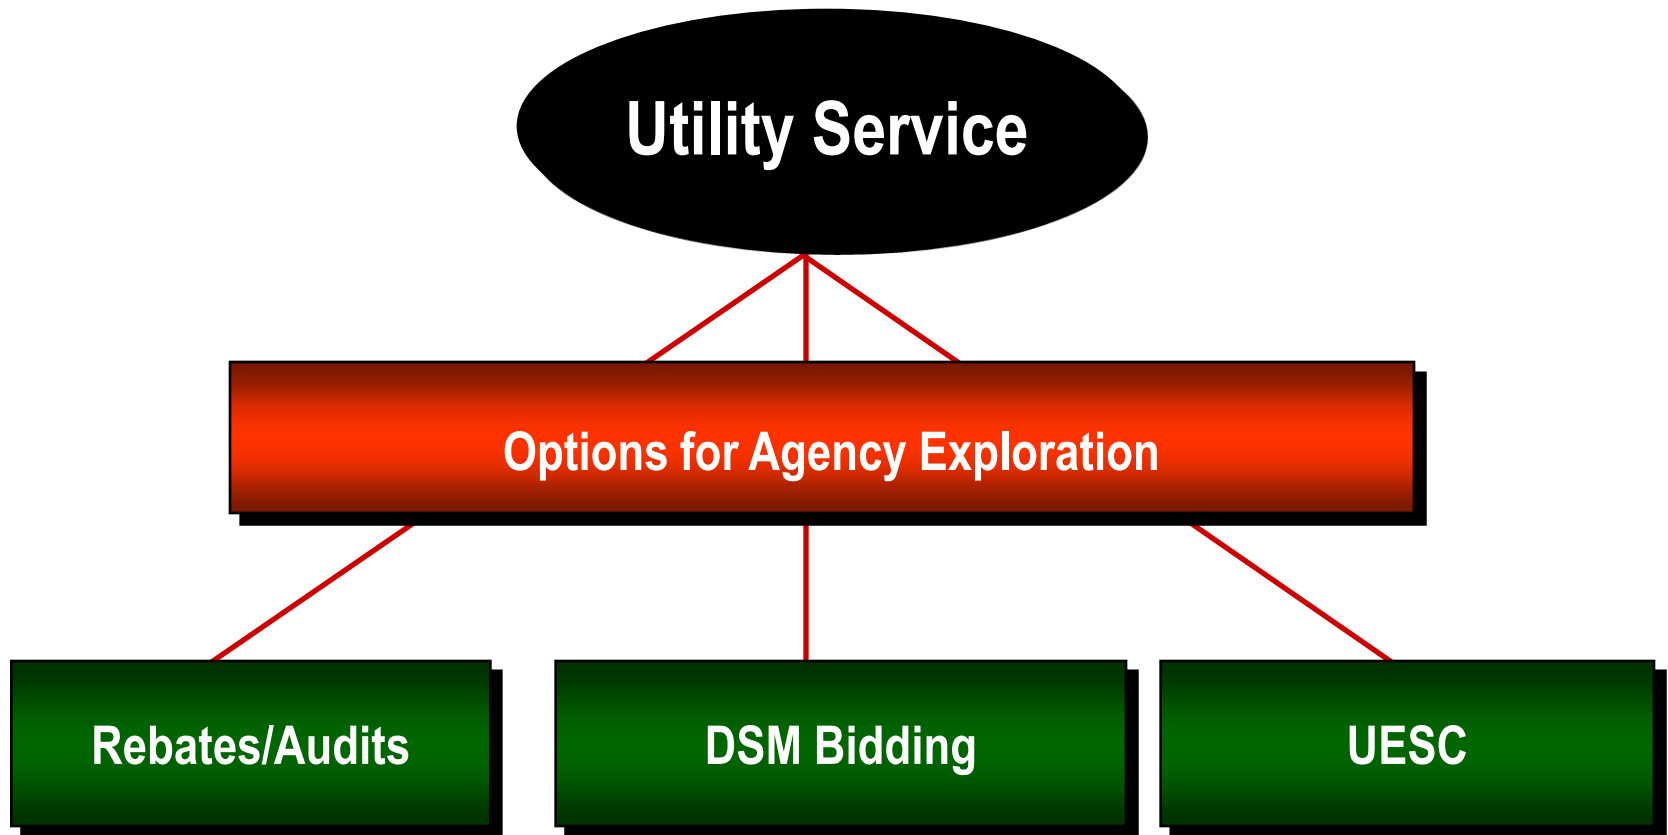 Utility Service
Options for Agency Exploration
Rebates/Audits
DSM Bidding
UESC